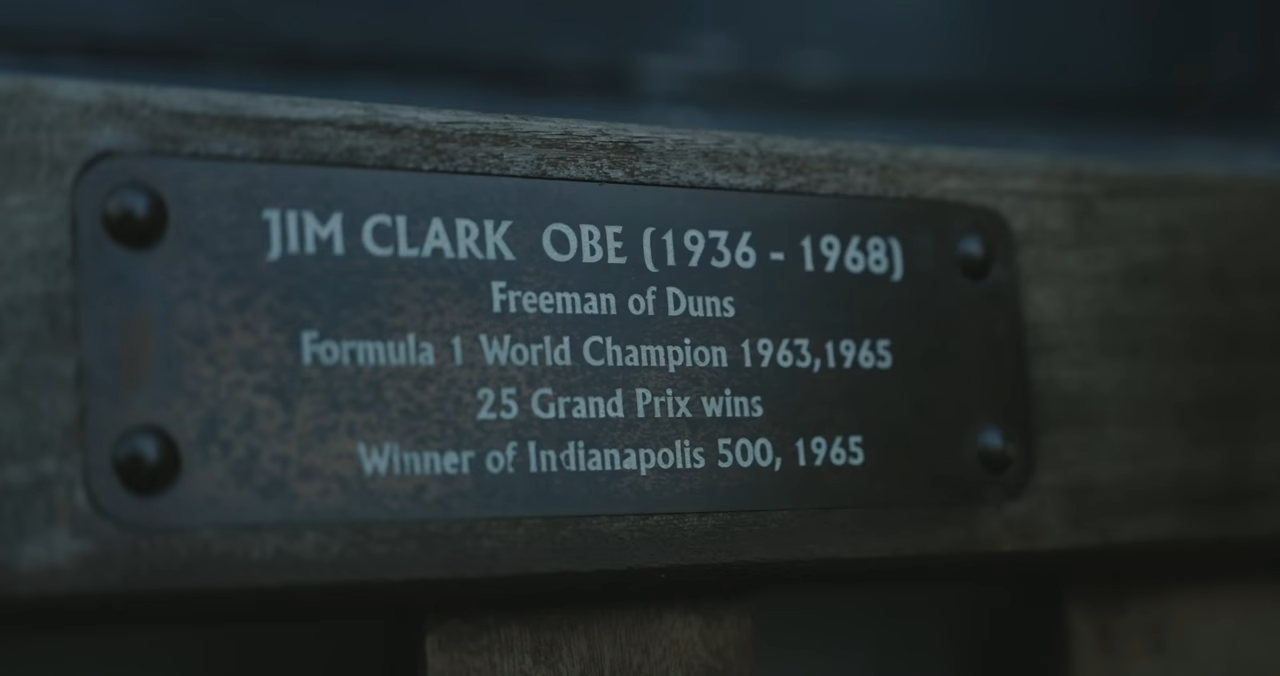 JIM CLARK OBE (1936 - 1968)
Freeman of Duns
Formula 1 World Champion 1963,1965
25 Grand Prix wins
Winner of Indianapolis 500, 1965